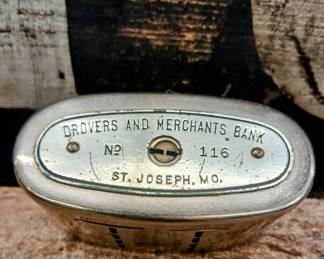 DROVERS AND MERCHANTS BANK
No 116
ST. JOSEPH, MO.